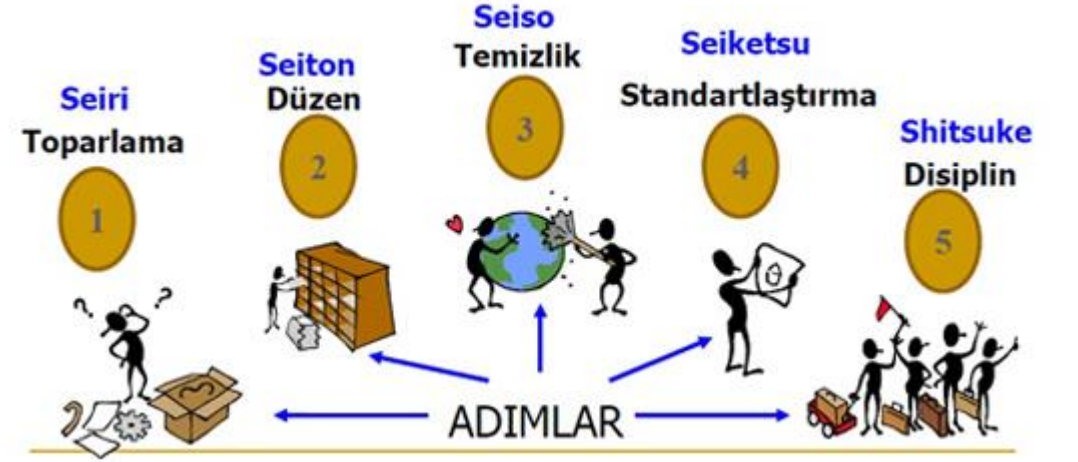 Seiri
Toparlama
1
Seiton
Düzen
2
Seiso
Temizlik
3
Seiketsu
Standartlaştırma
4
Shitsuke
Disiplin
5
? ?
ADIMLAR